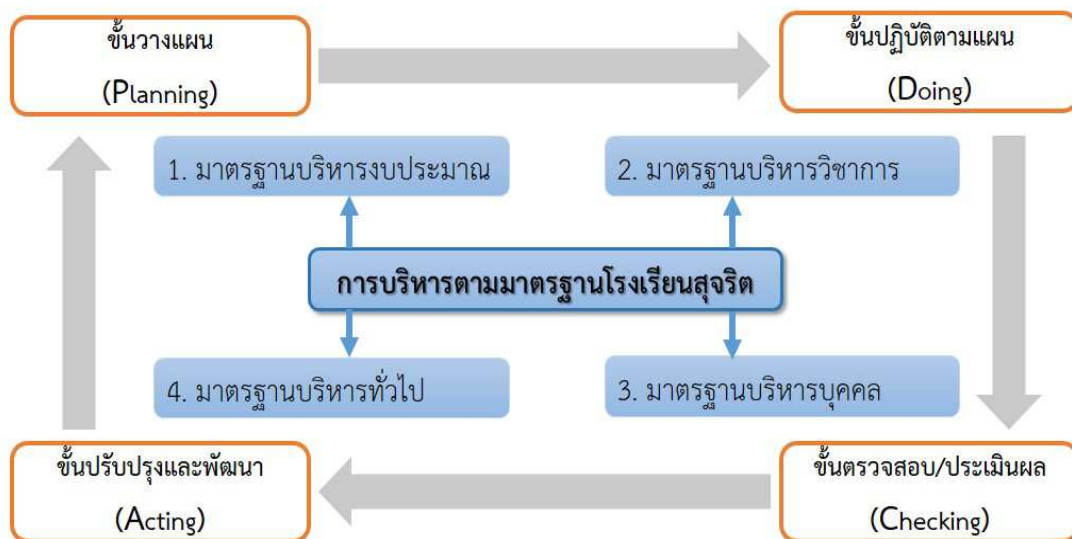 ขั้นวางแผน
(Planning)
ขั้นปฏิบัติตามแผน
(Doing)
1. มาตรฐานบริหารงบประมาณ
2. มาตรฐานบริหารวิชาการ
การบริหารตามมาตรฐานโรงเรียนสุจริต
4. มาตรฐานบริหารทั่วไป
3. มาตรฐานบริหารบุคคล
ขั้นปรับปรุงและพัฒนา
(Acting)
ขั้นตรวจสอบ/ประเมินผล
(Checking)